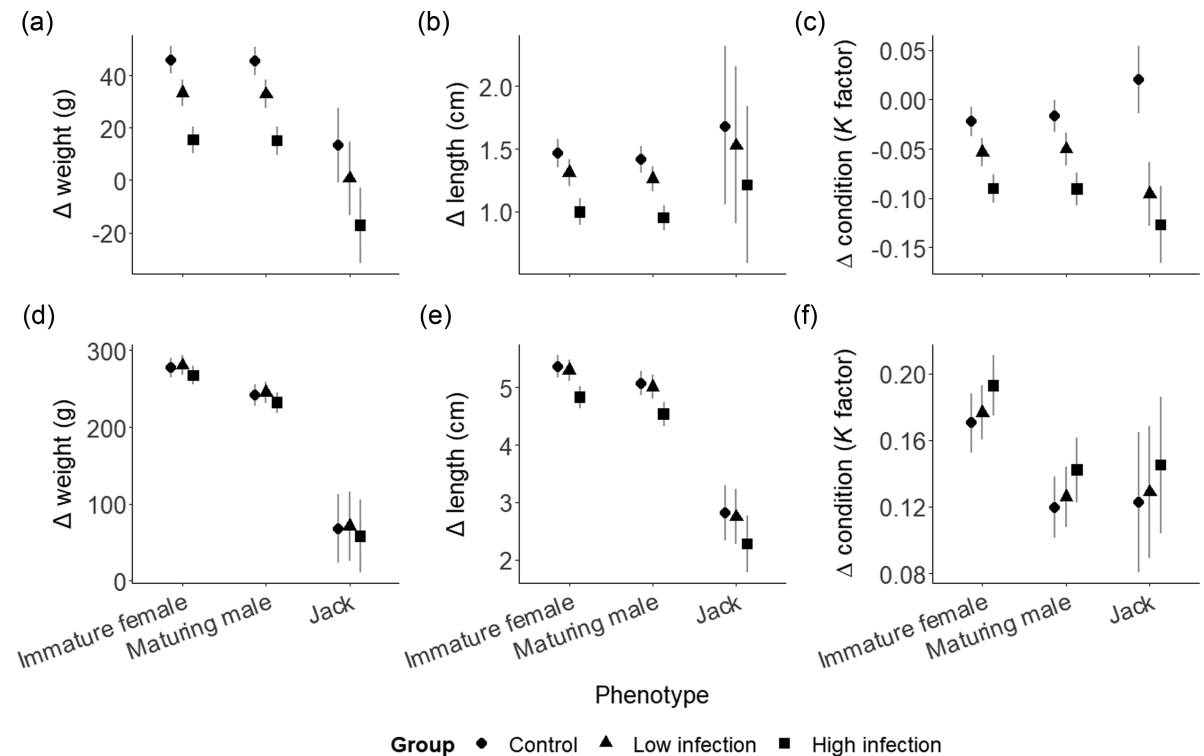 (a)
Δ weight (g)
40
20
0
-20
(b)
Δ length (cm)
2.0
1.5
1.0
(c)
Δ condition (K factor)
0.05
0.00
-0.05
-0.10
-0.15
(d)
Δ weight (g)
300
200
100
0
Immature female
Maturing male
Jack
(e)
Δ length (cm)
5
4
3
2
Immature female
Maturing male
Jack
(f)
Δ condition (K factor)
0.20
0.16
0.12
0.08
Immature female
Maturing male
Jack
Phenotype
Group Control Low infection High infection